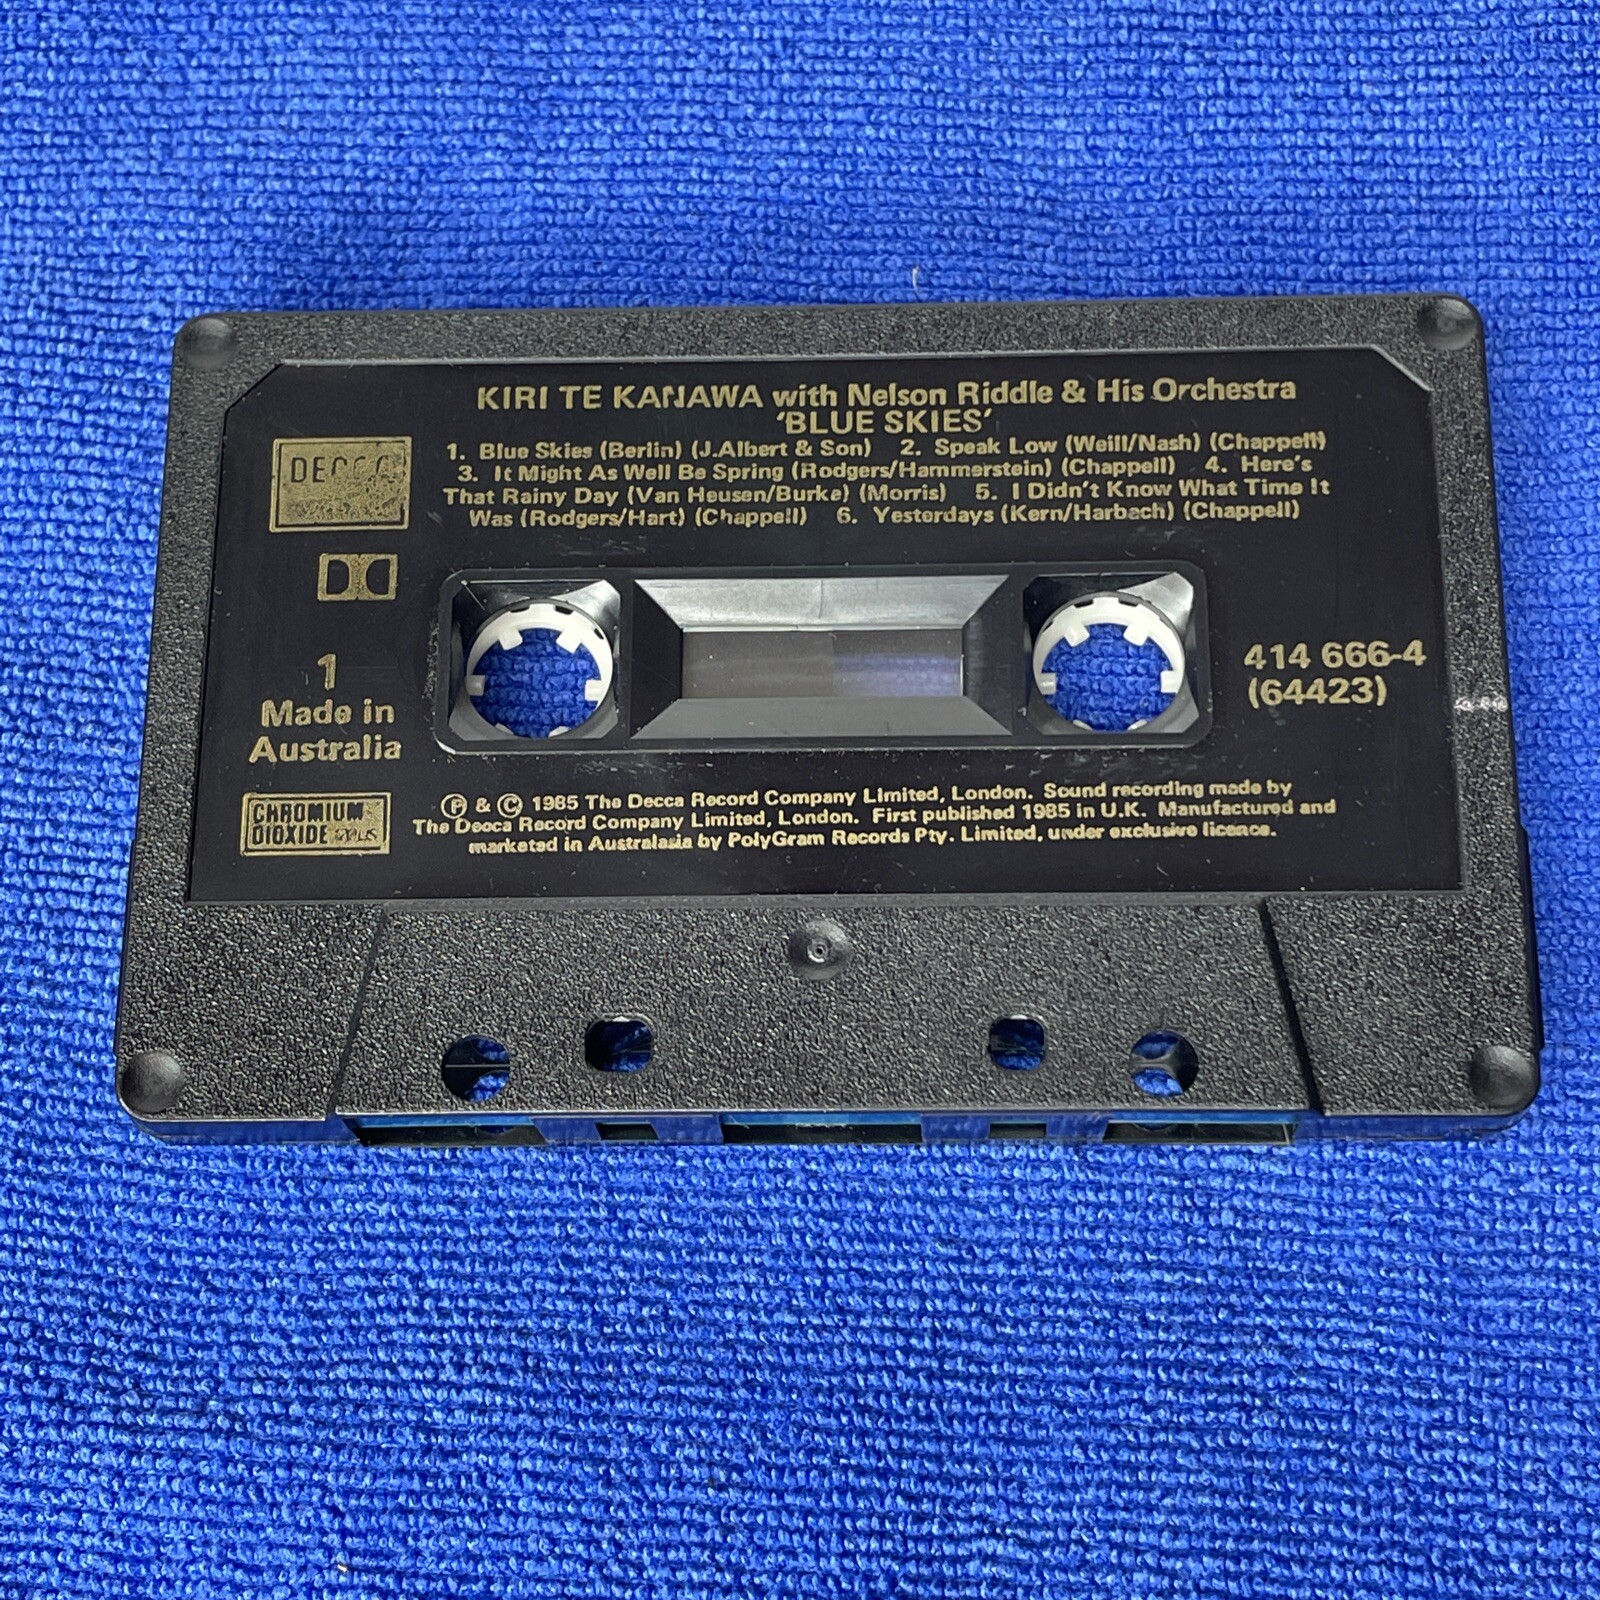 KIRI TE KANAWA with Nelson Riddle & His Orchestra
'BLUE SKIES'
1. Blue Skies (Berlin) (J.Albert & Son) 2. Speak Low (Weill/Nash) (Chappell)
3. It Might As Well Be Spring (Rodgers/Hammerstein) (Chappell) 4. Here's
That Rainy Day (Van Heusen/Burke) (Morris) 5. I Didn't Know What Time It
Was (Rodgers/Hart) (Chappell) 6. Yesterdays (Kern/Harbach) (Chappell)
DECCA
1
Made in
Australia
414 666-4
(64423)
CHROMIUM
DIOXIDE PLUS
Ⓟ & © 1985 The Decca Record Company Limited, London. Sound recording made by
The Decca Record Company Limited, London. First published 1985 in U.K. Manufactured and
marketed in Australasia by PolyGram Records Pty. Limited, under exclusive licence.